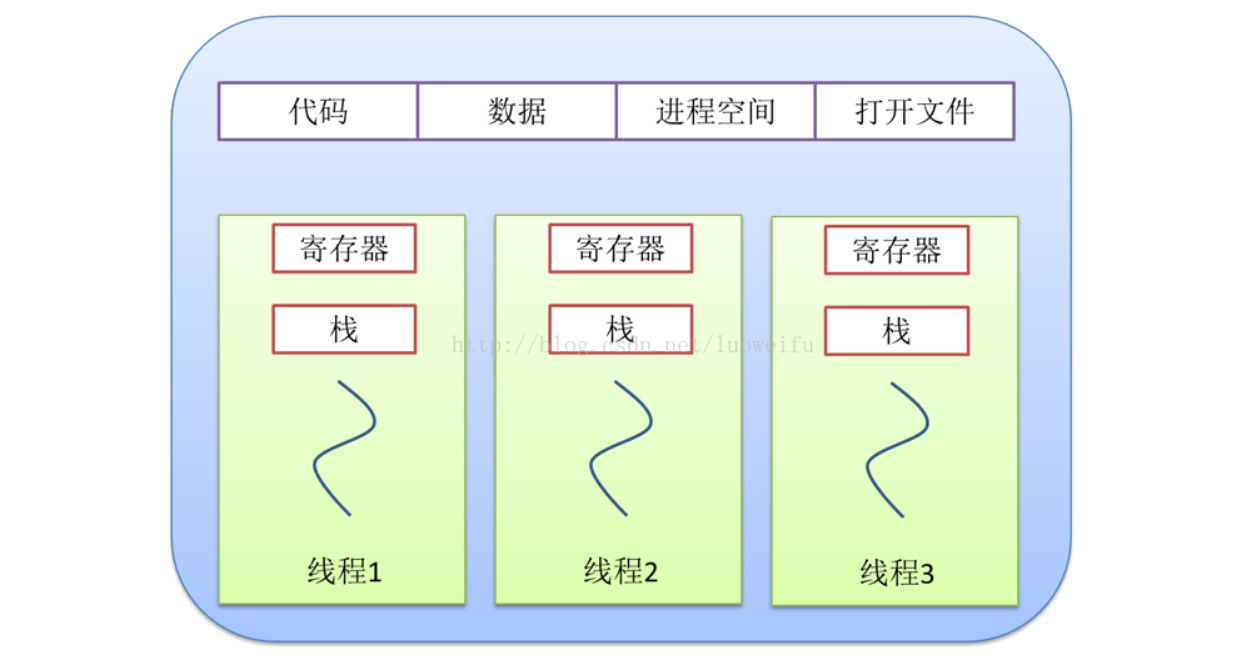 代码 数据 进程空间 打开文件
寄存器 寄存器 寄存器
栈 栈 栈
http://blog.csdn.net/luoweifu
线程1 线程2 线程3